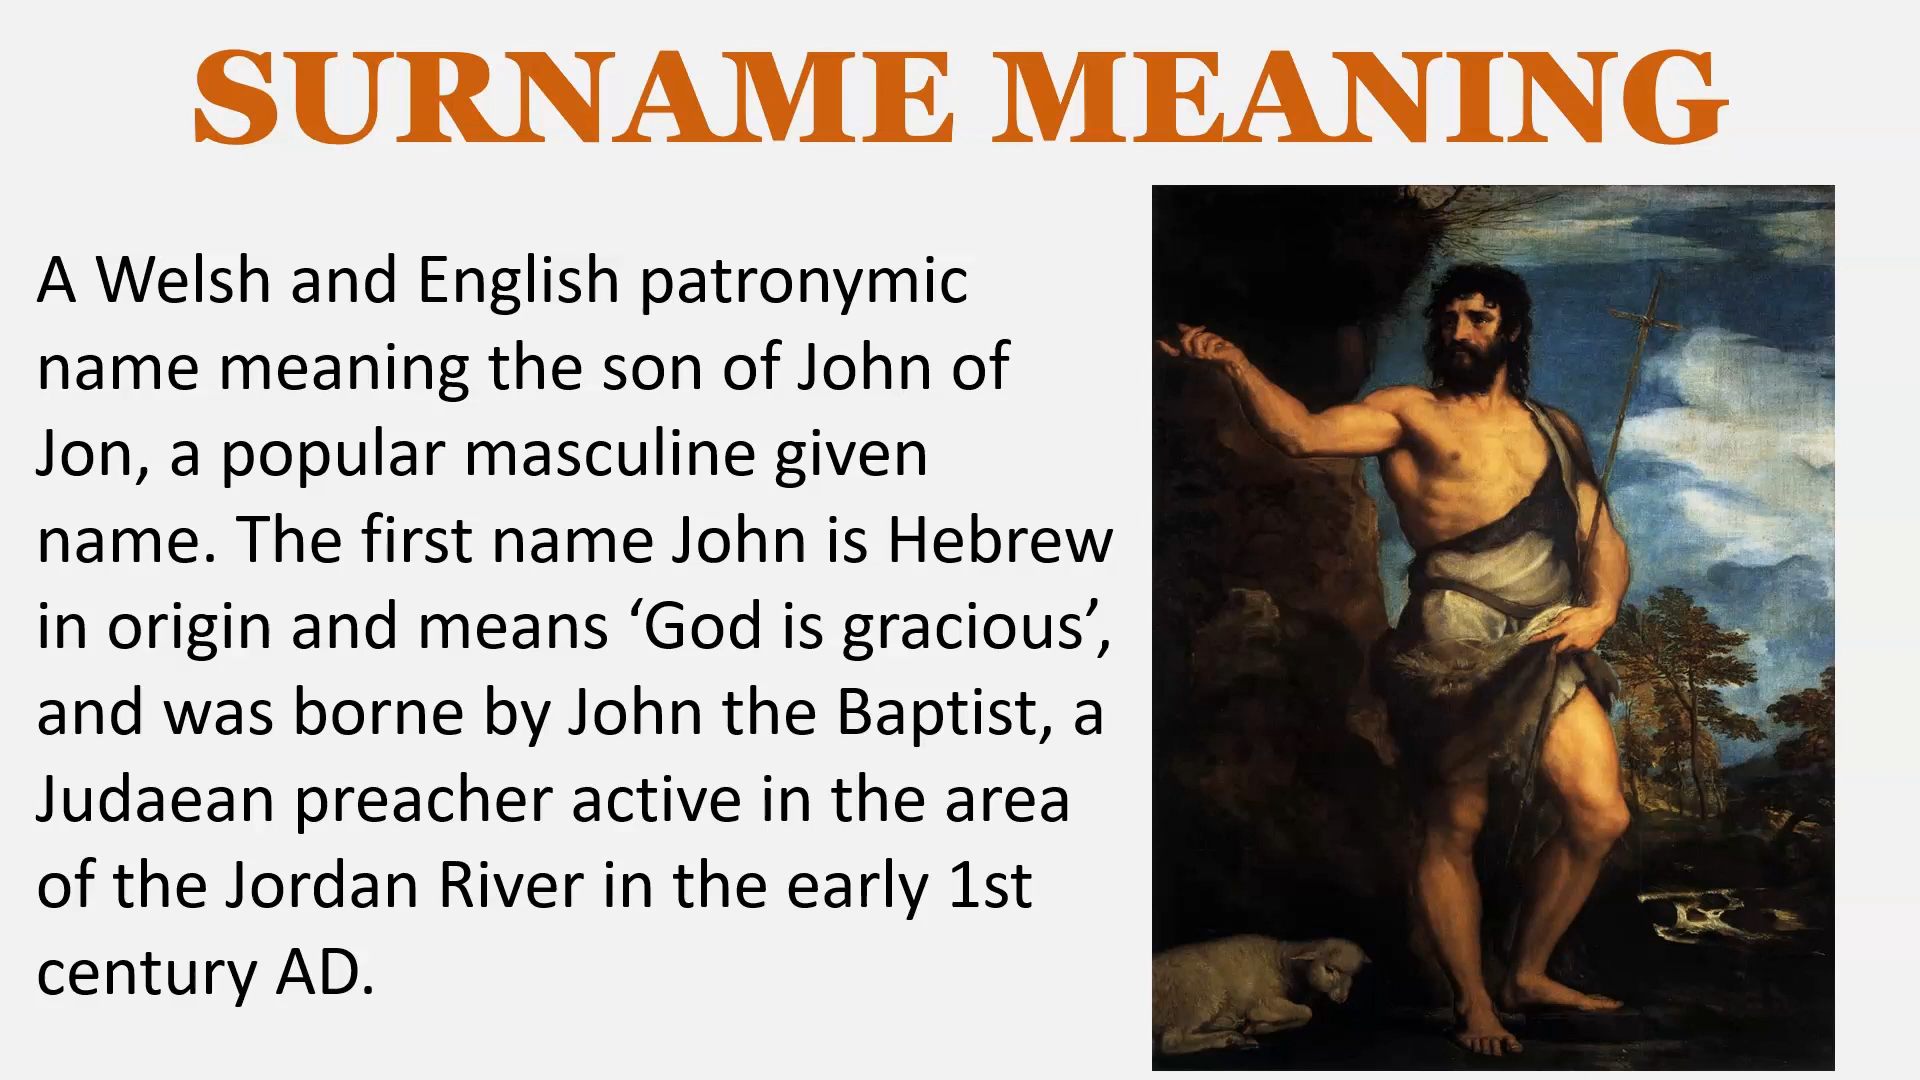 SURNAME MEANING
A Welsh and English patronymic
name meaning the son of John of
Jon, a popular masculine given
name. The first name John is Hebrew
in origin and means ‘God is gracious’,
and was borne by John the Baptist, a
Judaean preacher active in the area
of the Jordan River in the early 1st
century AD.